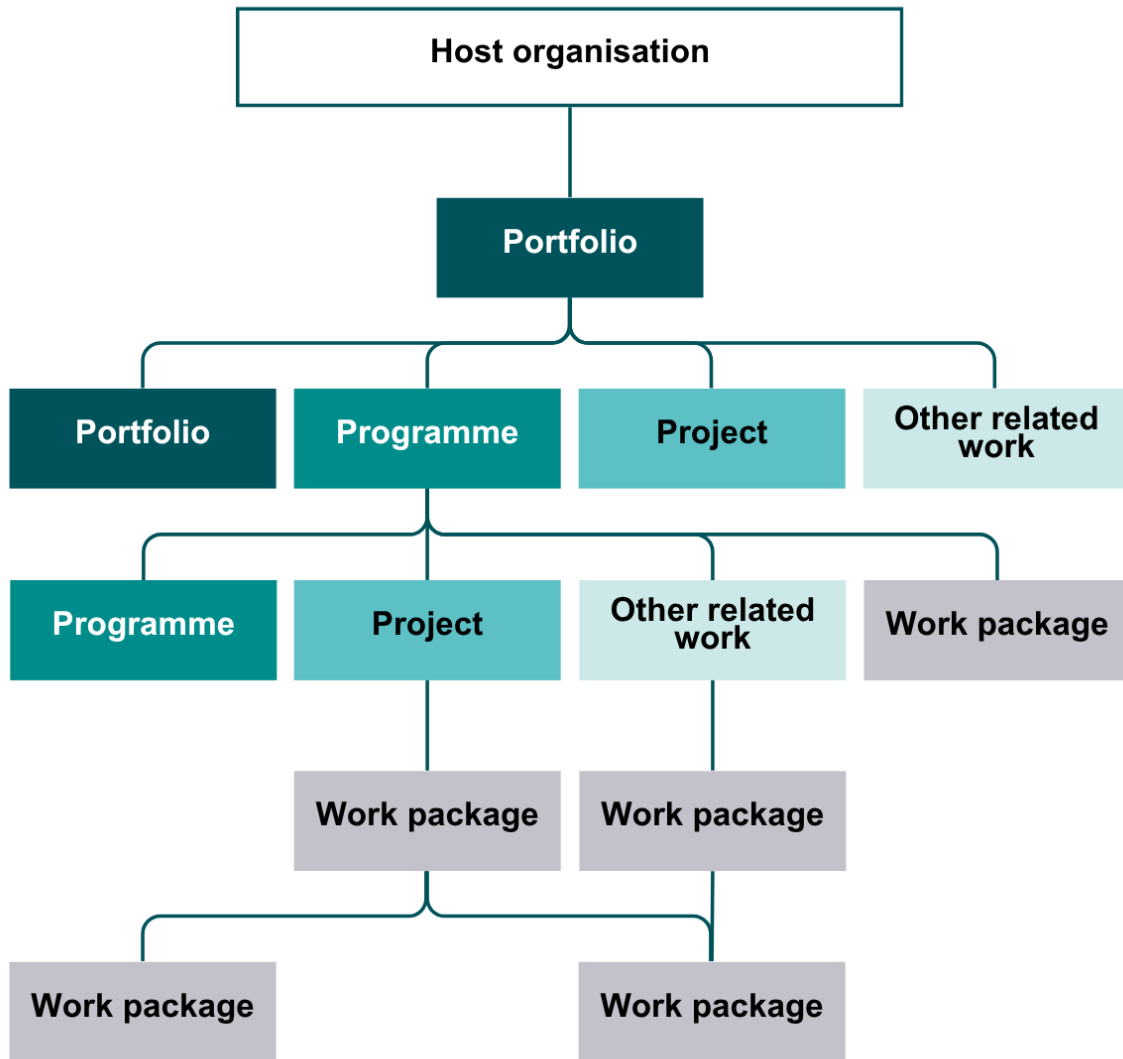 Host organisation
Portfolio
Portfolio
Programme
Project
Other related
work
Programme
Project
Other related
work
Work package
Work package
Work package
Work package
Work package